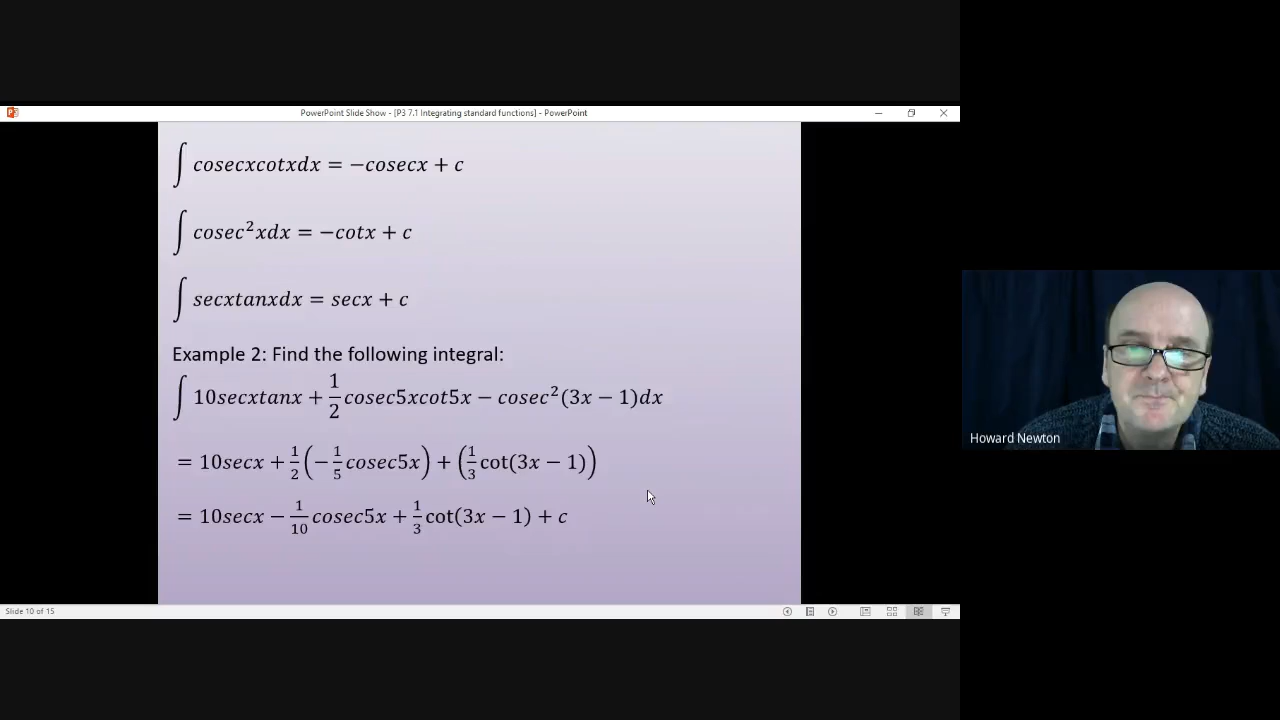 PowerPoint Slide Show - [P3 7.1 Integrating standard functions] - PowerPoint
∫ cosecxcotxdx = −cosecx + c
∫ cosec²xdx = −cotx + c
∫ secxtanxdx = secx + c
Example 2: Find the following integral:
∫ 10secxtanx + 1/2 cosec5xcot5x − cosec²(3x − 1)dx
= 10secx + 1/2(−1/5 cosec5x) + (1/3 cot(3x − 1))
= 10secx − 1/10 cosec5x + 1/3 cot(3x − 1) + c
Howard Newton
Slide 10 of 15